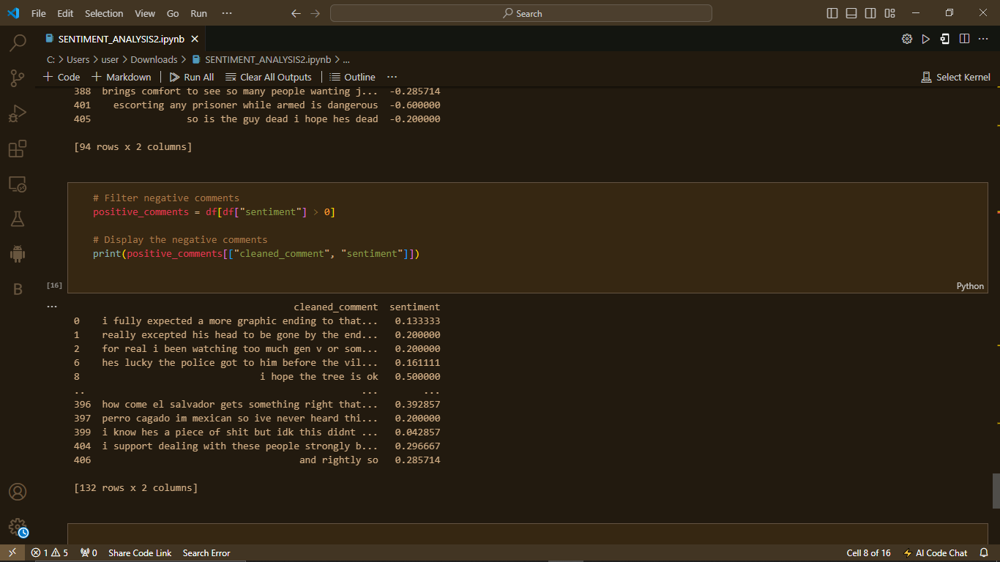 File Edit Selection View Go Run ··· Search
SENTIMENT_ANALYSIS2.ipynb
C: > Users > user > Downloads > SENTIMENT_ANALYSIS2.ipynb > ...
+ Code + Markdown Run All Clear All Outputs Outline ··· Select Kernel
388 brings comfort to see so many people wanting j... -0.285714
401 escorting any prisoner while armed is dangerous -0.600000
405 so is the guy dead i hope hes dead -0.200000
[94 rows x 2 columns]
# Filter negative comments
positive_comments = df[df["sentiment"] > 0]
# Display the negative comments
print(positive_comments[["cleaned_comment", "sentiment"]])
[16] Python
...
cleaned_comment sentiment
0 i fully expected a more graphic ending to that... 0.133333
1 really excepted his head to be gone by the end... 0.200000
2 for real i been watching too much gen v or som... 0.200000
6 hes lucky the police got to him before the vil... 0.161111
8 i hope the tree is ok 0.500000
.. ... ...
396 how come el salvador gets something right that... 0.392857
397 perro cagado im mexican so ive never heard thi... 0.200000
399 i know hes a piece of shit but idk this didnt ... 0.042857
404 i support dealing with these people strongly b... 0.296667
406 and rightly so 0.285714
[132 rows x 2 columns]
B
1 5 0 Share Code Link Search Error Cell 8 of 16 AI Code Chat